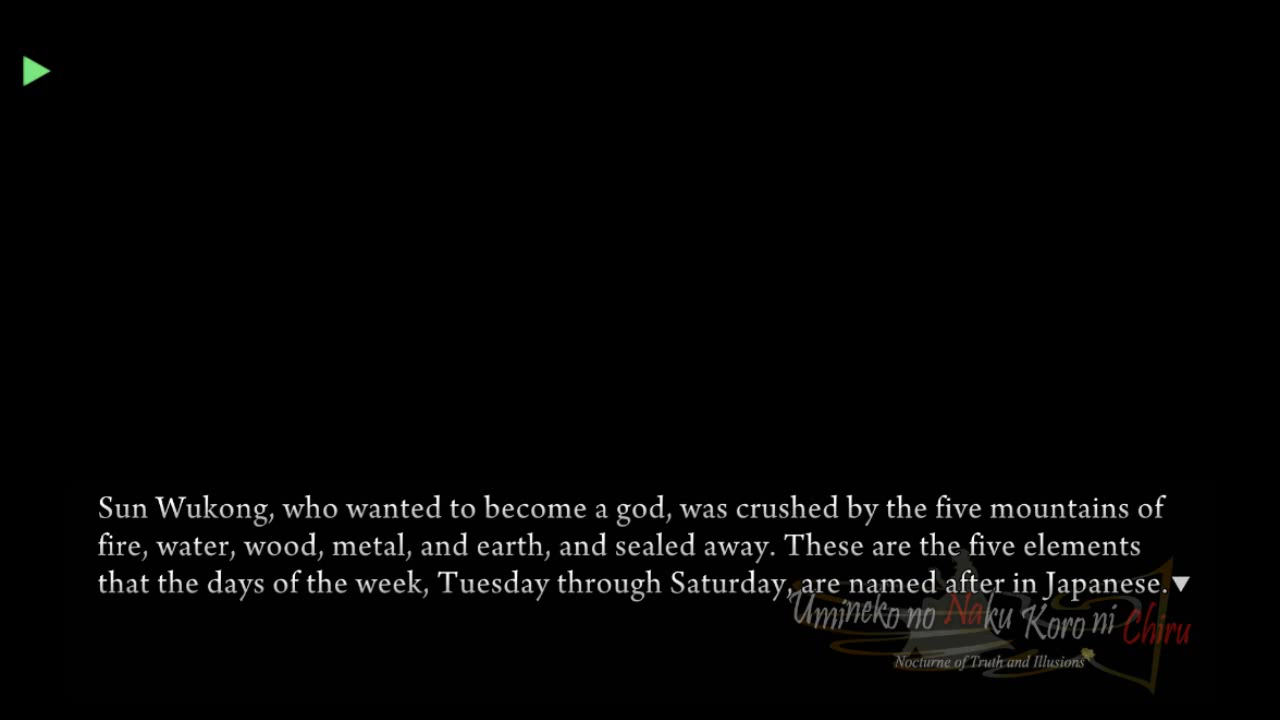 Sun Wukong, who wanted to become a god, was crushed by the five mountains of
fire, water, wood, metal, and earth, and sealed away. These are the five elements
that the days of the week, Tuesday through Saturday, are named after in Japanese.
Umineko no Naku Koro ni Chiru
Nocturne of Truth and Illusions